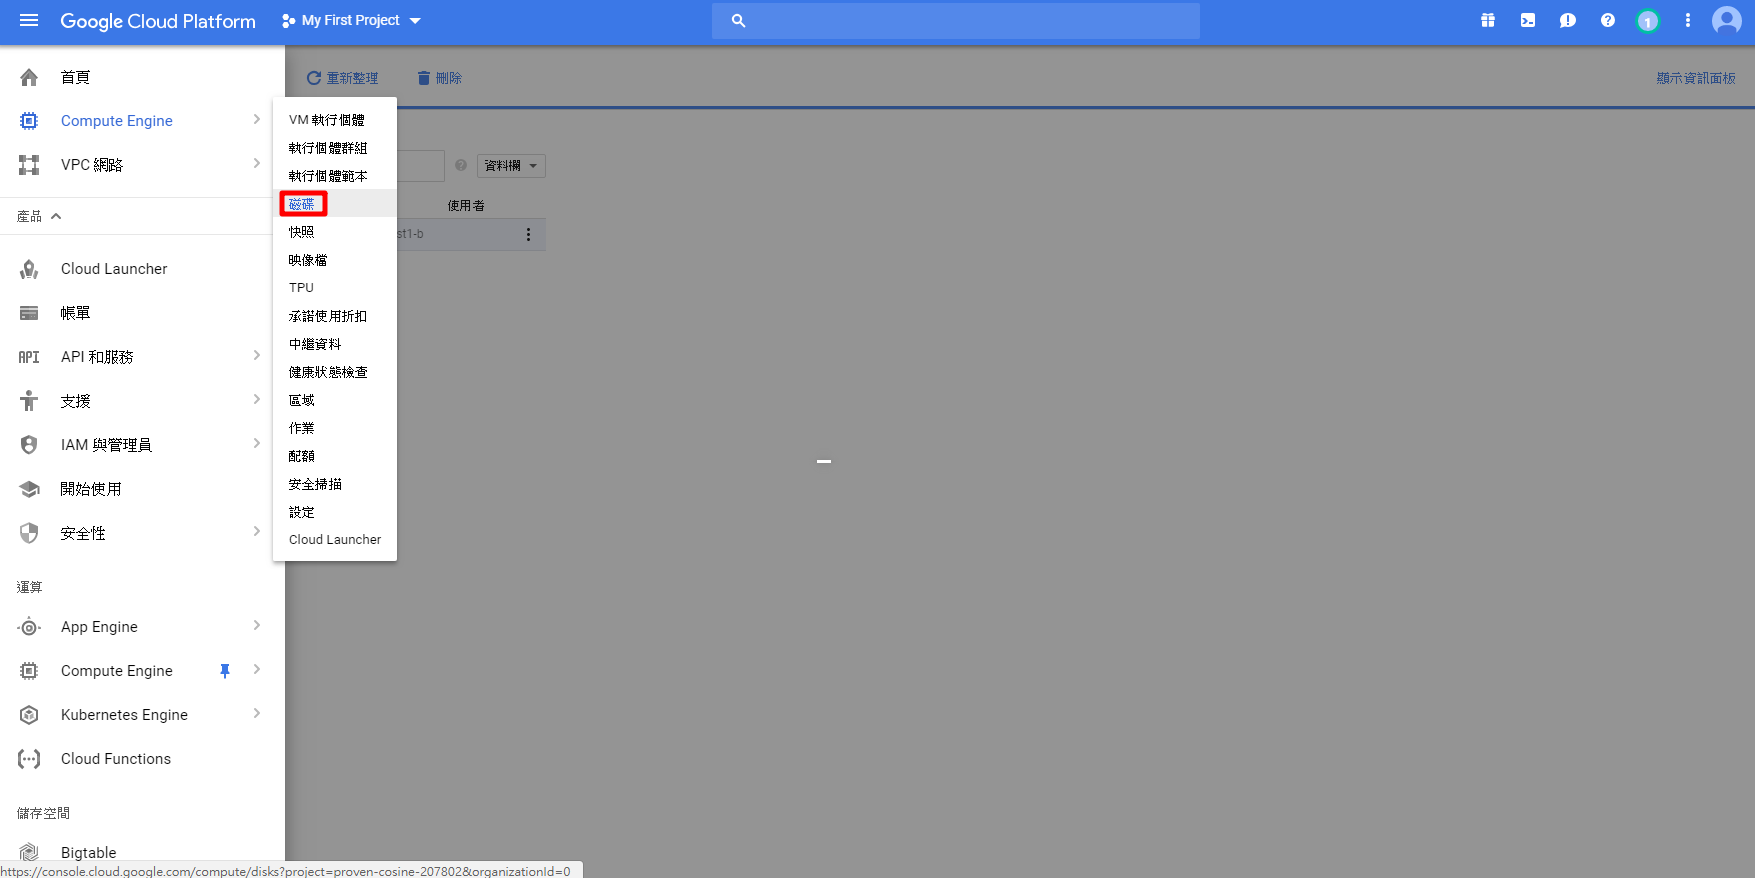 Google Cloud Platform
My First Project
1
首頁
Compute Engine
VPC 網路
產品
Cloud Launcher
帳單
API API 和服務
支援
IAM 與管理員
開始使用
安全性
運算
App Engine
Compute Engine
Kubernetes Engine
Cloud Functions
儲存空間
Bigtable
VM 執行個體
執行個體群組
執行個體範本
磁碟
快照
映像檔
TPU
承諾使用折扣
中繼資料
健康狀態檢查
區域
作業
配額
安全掃描
設定
Cloud Launcher
重新整理
刪除
顯示資訊面板
資料欄
使用者
st1-b
https://console.cloud.google.com/compute/disks?project=proven-cosine-207802&organizationId=0